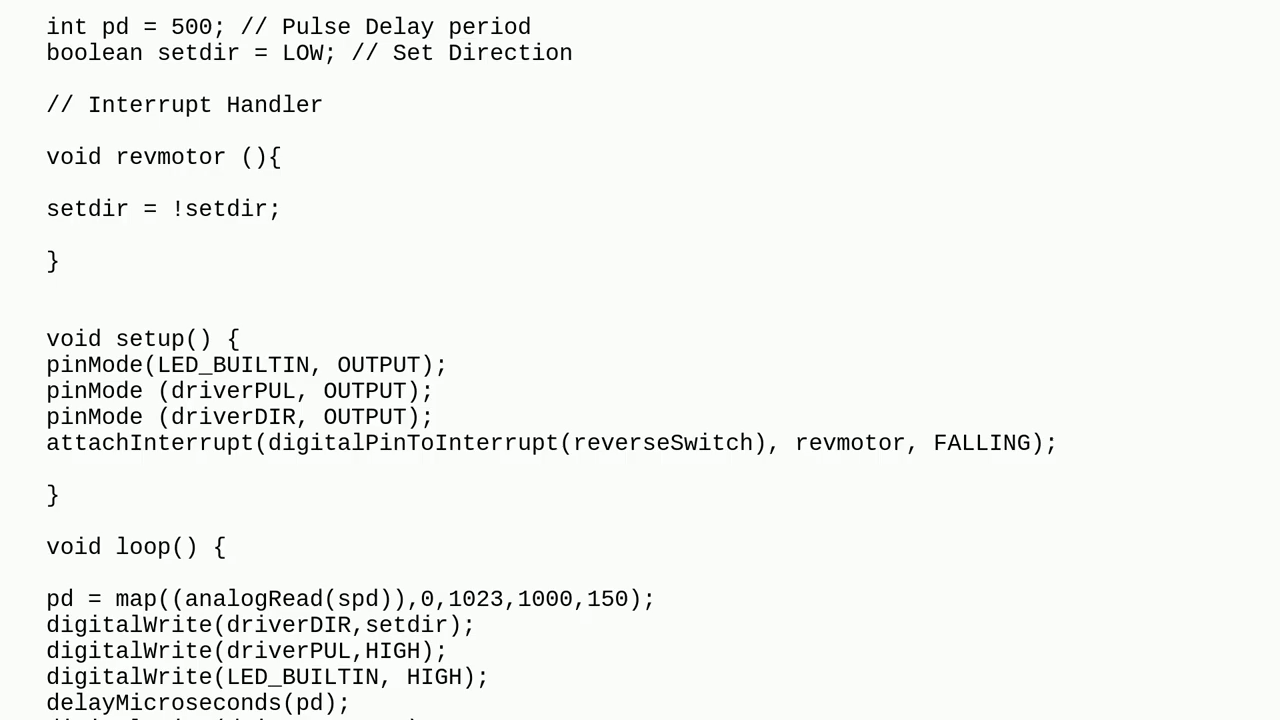 int pd = 500; // Pulse Delay period
boolean setdir = LOW; // Set Direction
// Interrupt Handler
void revmotor (){
setdir = !setdir;
}
void setup() {
pinMode(LED_BUILTIN, OUTPUT);
pinMode (driverPUL, OUTPUT);
pinMode (driverDIR, OUTPUT);
attachInterrupt(digitalPinToInterrupt(reverseSwitch), revmotor, FALLING);
}
void loop() {
pd = map((analogRead(spd)),0,1023,1000,150);
digitalWrite(driverDIR,setdir);
digitalWrite(driverPUL,HIGH);
digitalWrite(LED_BUILTIN, HIGH);
delayMicroseconds(pd);